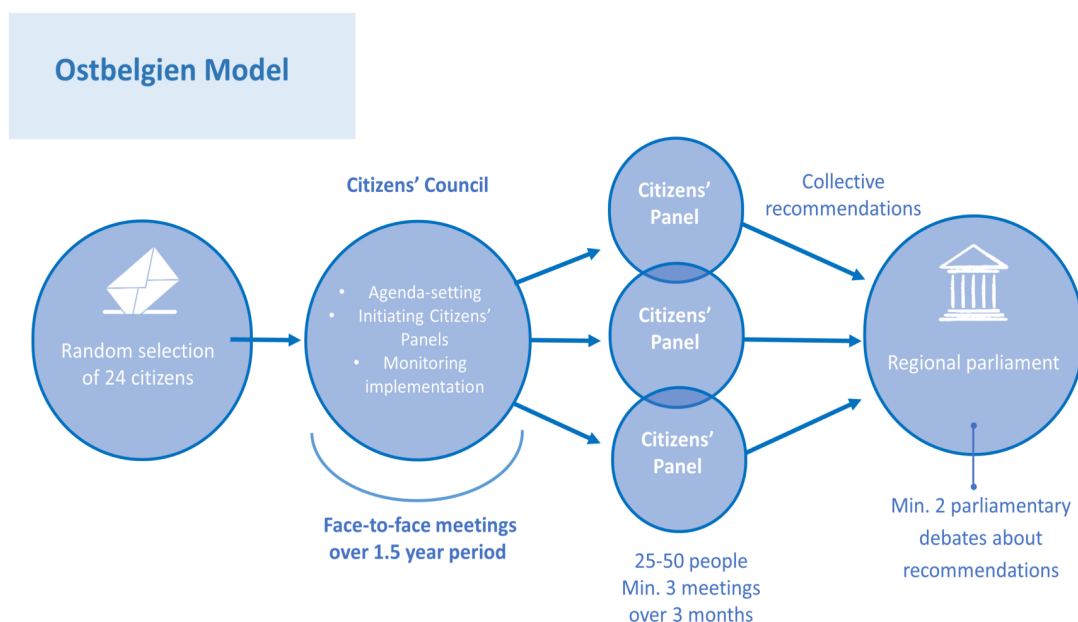 Ostbelgien Model
Random selection
of 24 citizens
Citizens’ Council
• Agenda-setting
• Initiating Citizens’
Panels
• Monitoring
implementation
Face-to-face meetings
over 1.5 year period
Citizens’
Panel
Citizens’
Panel
Citizens’
Panel
25-50 people
Min. 3 meetings
over 3 months
Collective
recommendations
Regional parliament
Min. 2 parliamentary
debates about
recommendations